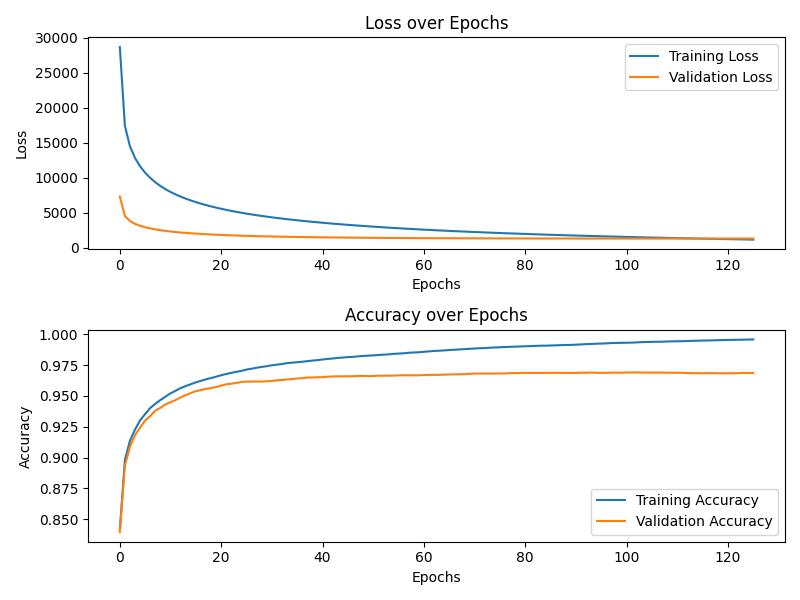 Loss over Epochs
30000
25000
20000
15000
10000
5000
0
Loss
Training Loss
Validation Loss
0 20 40 60 80 100 120
Epochs
Accuracy over Epochs
1.000
0.975
0.950
0.925
0.900
0.875
0.850
Accuracy
Training Accuracy
Validation Accuracy
0 20 40 60 80 100 120
Epochs